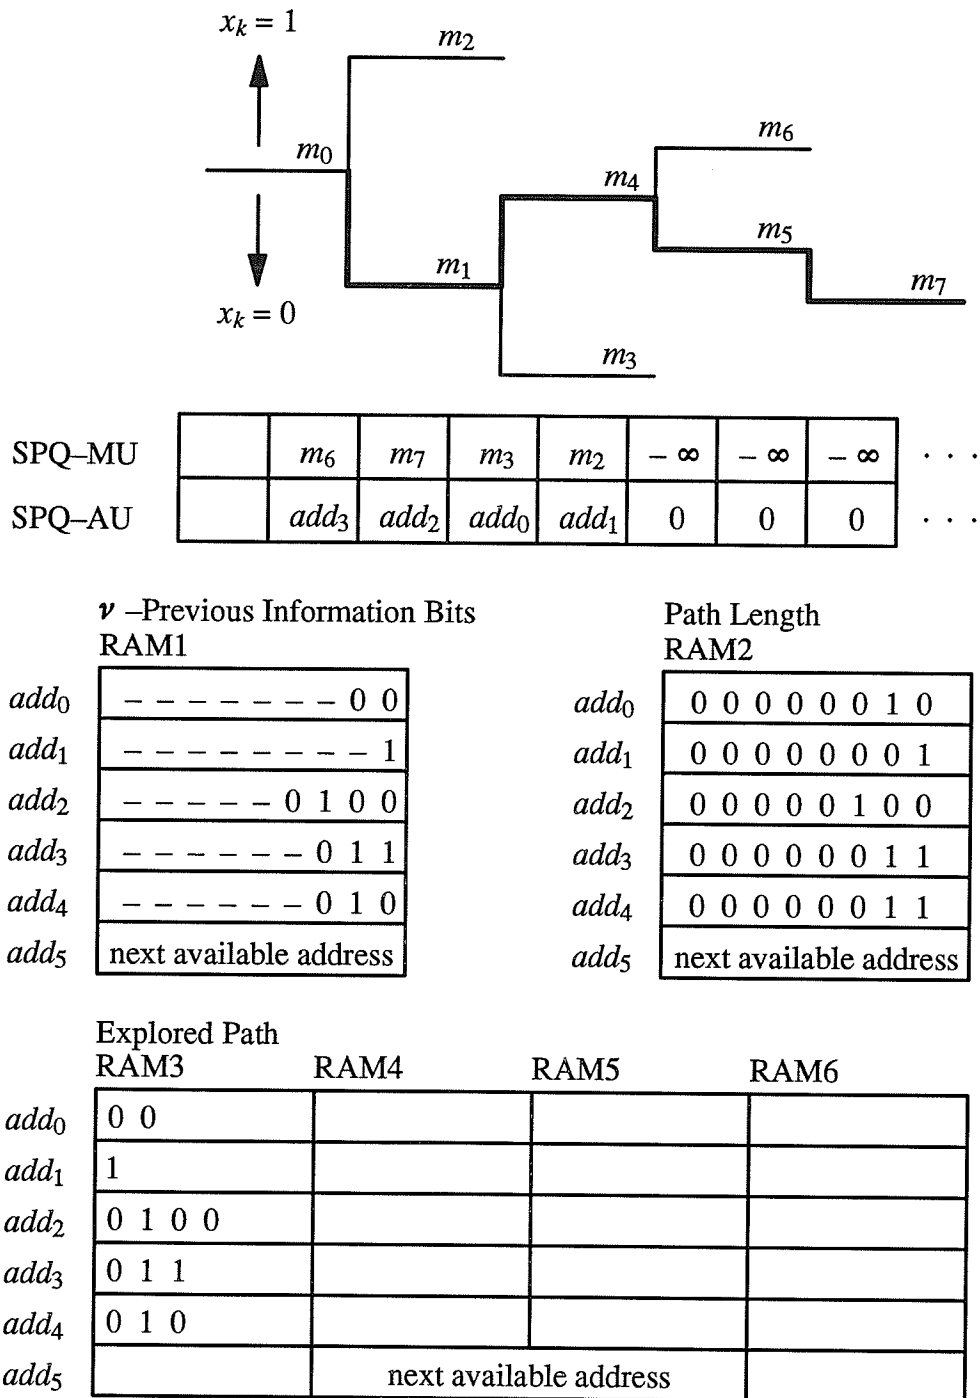 x_k = 1
m_2
m_6
m_0
m_4
m_5
m_1
m_7
x_k = 0
m_3
SPQ–MU m_6 m_7 m_3 m_2 – ∞ – ∞ – ∞ · · ·
SPQ–AU add_3 add_2 add_0 add_1 0 0 0 · · ·
ν –Previous Information Bits
RAM1
add_0 – – – – – – – – 0 0
add_1 – – – – – – – – – 1
add_2 – – – – – – 0 1 0 0
add_3 – – – – – – – 0 1 1
add_4 – – – – – – – 0 1 0
add_5 next available address
Path Length
RAM2
add_0 0 0 0 0 0 0 1 0
add_1 0 0 0 0 0 0 0 1
add_2 0 0 0 0 0 1 0 0
add_3 0 0 0 0 0 0 1 1
add_4 0 0 0 0 0 0 1 1
add_5 next available address
Explored Path
RAM3 RAM4 RAM5 RAM6
add_0 0 0
add_1 1
add_2 0 1 0 0
add_3 0 1 1
add_4 0 1 0
add_5 next available address